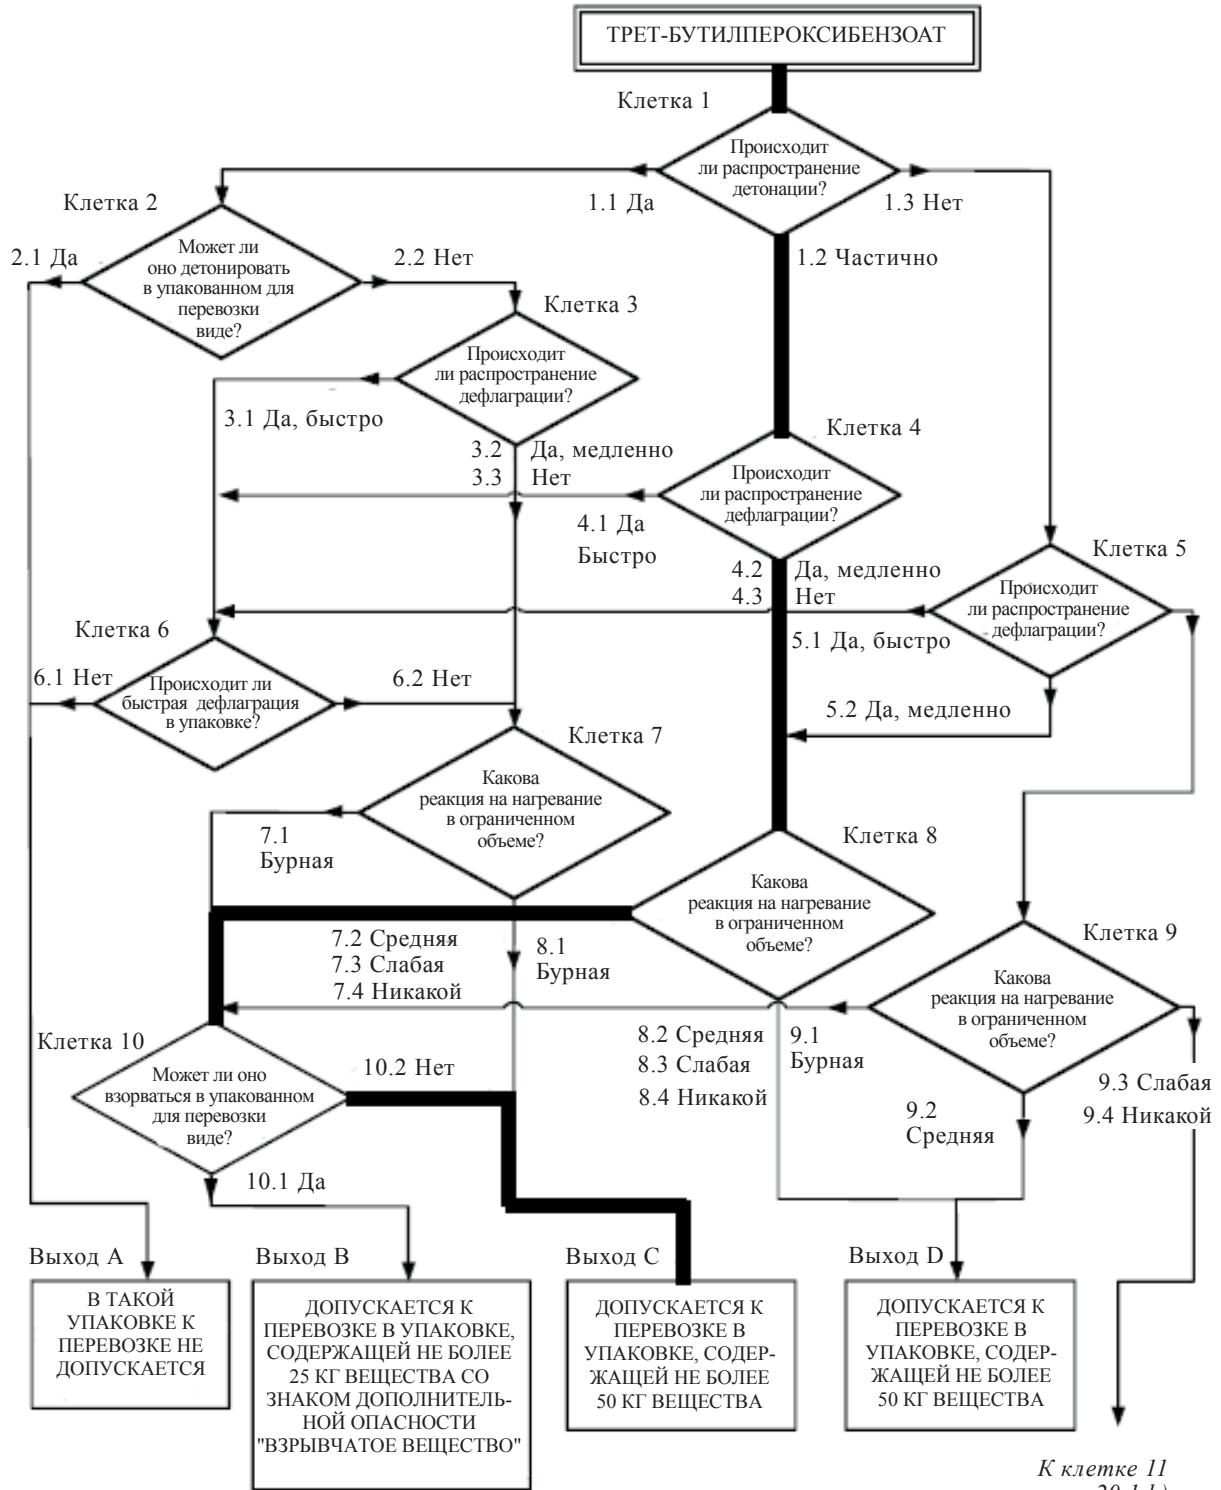 ТРЕТ-БУТИЛПЕРОКСИБЕНЗОАТ
Клетка 1
Происходит
ли распространение
детонации?
1.1 Да
1.3 Нет
1.2 Частично
Клетка 2
Может ли
оно детонировать
в упакованном для
перевозки
виде?
2.1 Да
2.2 Нет
Клетка 3
Происходит
ли распространение
дефлаграции?
3.1 Да, быстро
3.2 Да, медленно
3.3 Нет
Клетка 4
Происходит
ли распространение
дефлаграции?
4.1 Да
Быстро
4.2 Да, медленно
4.3 Нет
Клетка 5
Происходит
ли распространение
дефлаграции?
5.1 Да, быстро
5.2 Да, медленно
Клетка 6
Происходит ли
быстрая дефлаграция
в упаковке?
6.1 Нет
6.2 Нет
Клетка 7
Какова
реакция на нагревание
в ограниченном
объеме?
7.1
Бурная
7.2 Средняя
7.3 Слабая
7.4 Никакой
Клетка 8
Какова
реакция на нагревание
в ограниченном
объеме?
8.1
Бурная
8.2 Средняя
8.3 Слабая
8.4 Никакой
Клетка 9
Какова
реакция на нагревание
в ограниченном
объеме?
9.1
Бурная
9.2
Средняя
9.3 Слабая
9.4 Никакой
Клетка 10
Может ли оно
взорваться в упакованном
для перевозки
виде?
10.2 Нет
10.1 Да
Выход A
В ТАКОЙ
УПАКОВКЕ К
ПЕРЕВОЗКЕ НЕ
ДОПУСКАЕТСЯ
Выход B
ДОПУСКАЕТСЯ К
ПЕРЕВОЗКЕ В УПАКОВКЕ,
СОДЕРЖАЩЕЙ НЕ БОЛЕЕ
25 КГ ВЕЩЕСТВА СО
ЗНАКОМ ДОПОЛНИТЕЛЬ-
НОЙ ОПАСНОСТИ
"ВЗРЫВЧАТОЕ ВЕЩЕСТВО"
Выход C
ДОПУСКАЕТСЯ К
ПЕРЕВОЗКЕ В
УПАКОВКЕ, СОДЕР-
ЖАЩЕЙ НЕ БОЛЕЕ
50 КГ ВЕЩЕСТВА
Выход D
ДОПУСКАЕТСЯ К
ПЕРЕВОЗКЕ В
УПАКОВКЕ, СОДЕР-
ЖАЩЕЙ НЕ БОЛЕЕ
50 КГ ВЕЩЕСТВА
К клетке 11